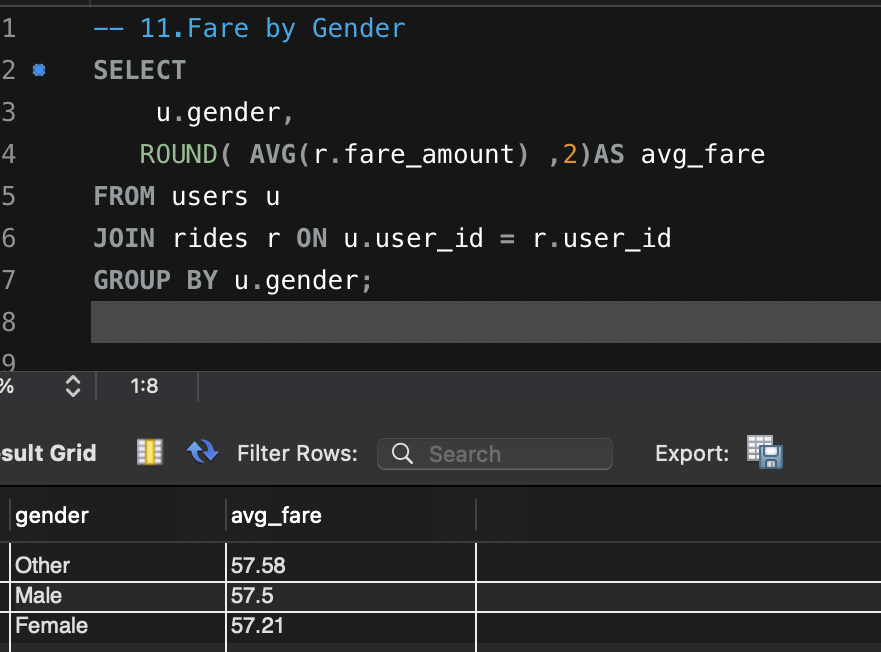 1 -- 11.Fare by Gender
2 SELECT
3 u.gender,
4 ROUND( AVG(r.fare_amount) ,2)AS avg_fare
5 FROM users u
6 JOIN rides r ON u.user_id = r.user_id
7 GROUP BY u.gender;
8
9
% 1:8
sult Grid Filter Rows: Search Export:
gender avg_fare
Other 57.58
Male 57.5
Female 57.21